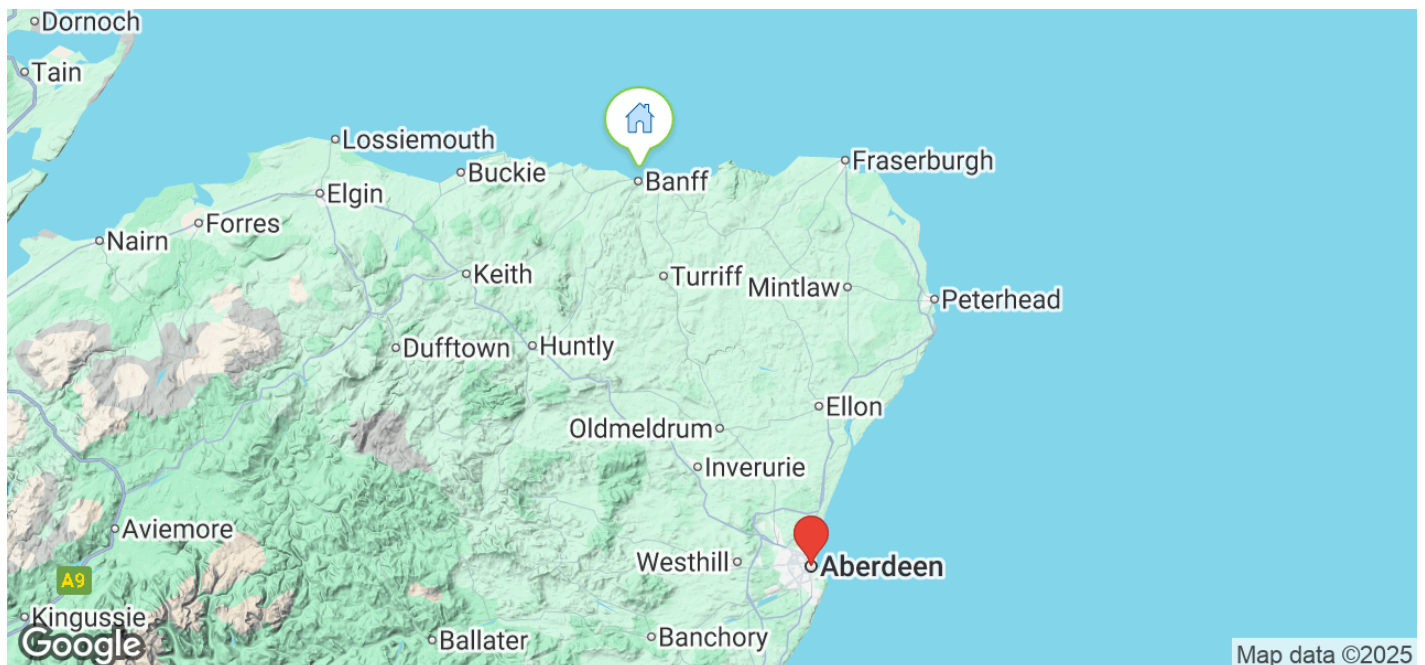 Dornoch
Tain
Lossiemouth
Buckie
Banff
Fraserburgh
Elgin
Forres
Nairn
Keith
Turriff
Mintlaw
Peterhead
Dufftown
Huntly
Ellon
Oldmeldrum
Inverurie
Aviemore
Westhill
Aberdeen
A9
Kingussie
Google
Ballater
Banchory
Map data ©2025